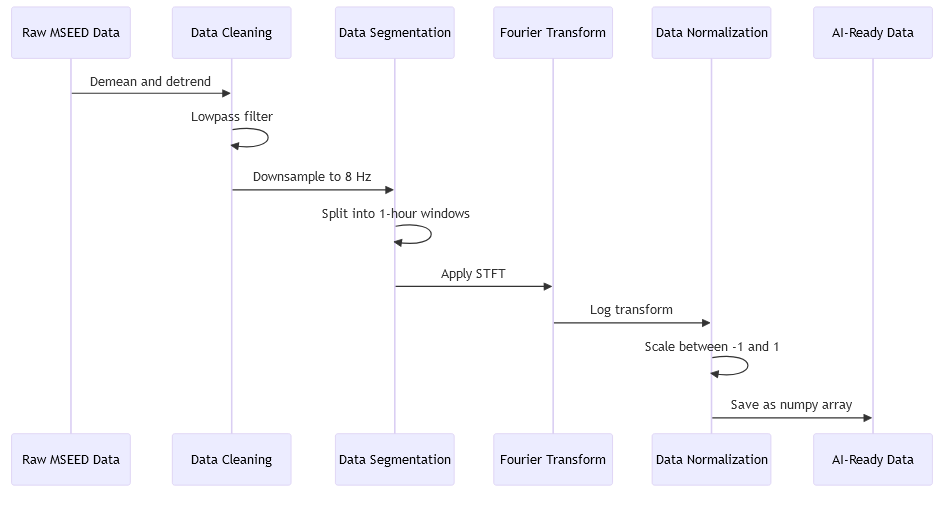 Raw MSEED Data
Data Cleaning
Data Segmentation
Fourier Transform
Data Normalization
AI-Ready Data
Demean and detrend
Lowpass filter
Downsample to 8 Hz
Split into 1-hour windows
Apply STFT
Log transform
Scale between -1 and 1
Save as numpy array
Raw MSEED Data
Data Cleaning
Data Segmentation
Fourier Transform
Data Normalization
AI-Ready Data